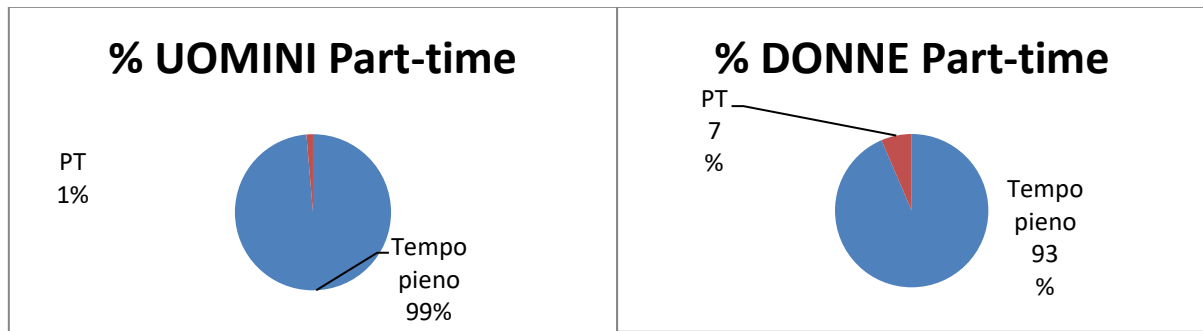 % UOMINI Part-time
PT
1%
Tempo
pieno
99%
% DONNE Part-time
PT
7
%
Tempo
pieno
93
%